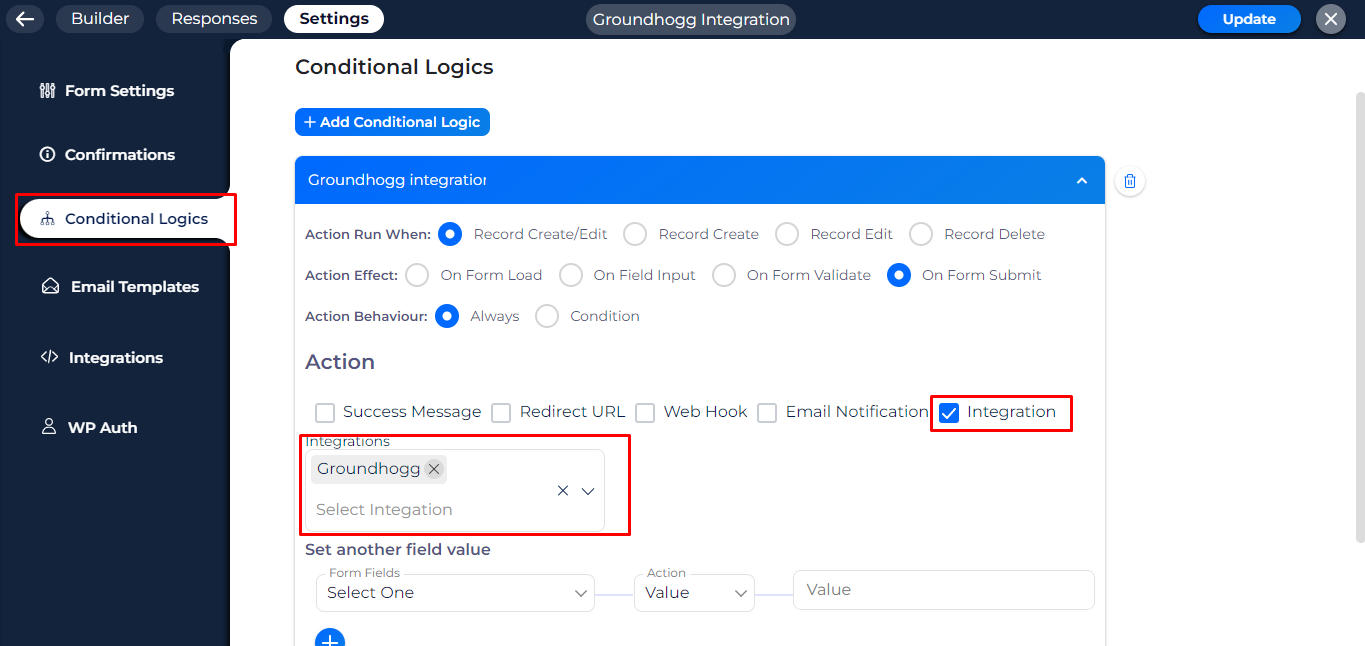 Builder Responses Settings Groundhogg Integration Update
Conditional Logics
Form Settings
+ Add Conditional Logic
Confirmations
Groundhogg integration
Conditional Logics
Action Run When: Record Create/Edit Record Create Record Edit Record Delete
Action Effect: On Form Load On Field Input On Form Validate On Form Submit
Email Templates
Action Behaviour: Always Condition
Integrations
Action
Success Message Redirect URL Web Hook Email Notification Integration
WP Auth
Integrations
Groundhogg
Select Integation
Set another field value
Form Fields Action
Select One Value Value